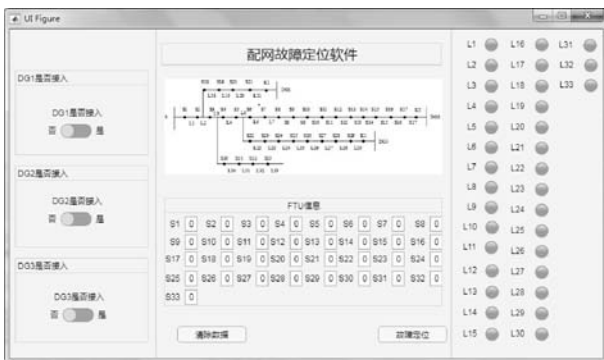 UI Figure
配网故障定位软件
DG1是否接入
DG1是否接入
否 是
DG2是否接入
DG2是否接入
否 是
DG3是否接入
DG3是否接入
否 是
FTU信息
S1 0 S2 0 S3 0 S4 0 S5 0 S6 0 S7 0 S8 0
S9 0 S10 0 S11 0 S12 0 S13 0 S14 0 S15 0 S16 0
S17 0 S18 0 S19 0 S20 0 S21 0 S22 0 S23 0 S24 0
S25 0 S26 0 S27 0 S28 0 S29 0 S30 0 S31 0 S32 0
S33 0
清除数据 故障定位
L1 L16 L31
L2 L17 L32
L3 L18 L33
L4 L19
L5 L20
L6 L21
L7 L22
L8 L23
L9 L24
L10 L25
L11 L26
L12 L27
L13 L28
L14 L29
L15 L30